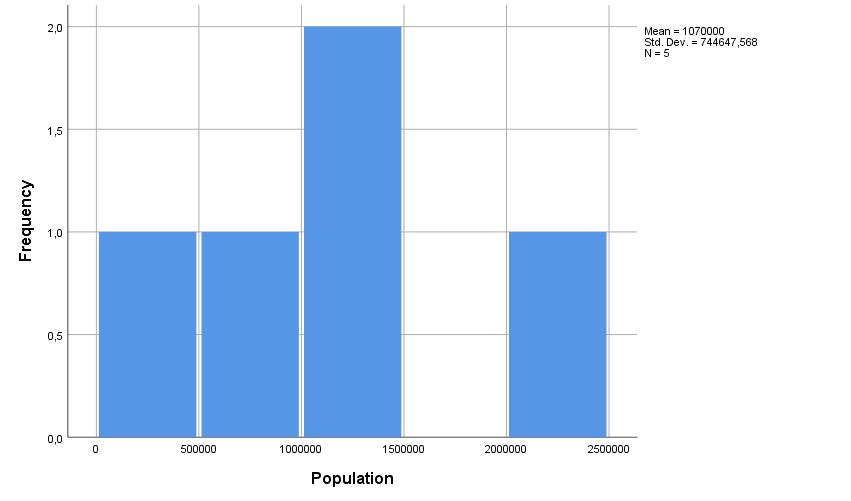 2,0
1,5
1,0
0,5
0,0
Frequency
0 500000 1000000 1500000 2000000 2500000
Population
Mean = 1070000
Std. Dev. = 744647,568
N = 5